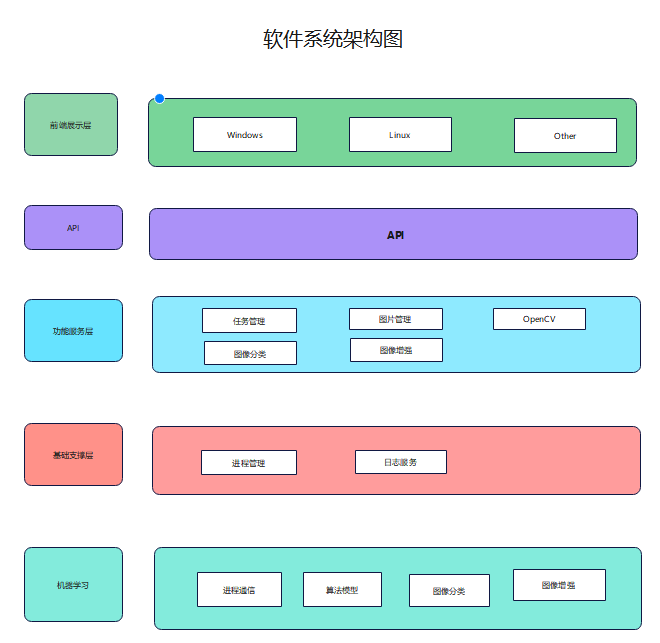 软件系统架构图
前端展示层
Windows
Linux
Other
API
API
功能服务层
任务管理
图片管理
OpenCV
图像分类
图像增强
基础支撑层
进程管理
日志服务
机器学习
进程通信
算法模型
图像分类
图像增强